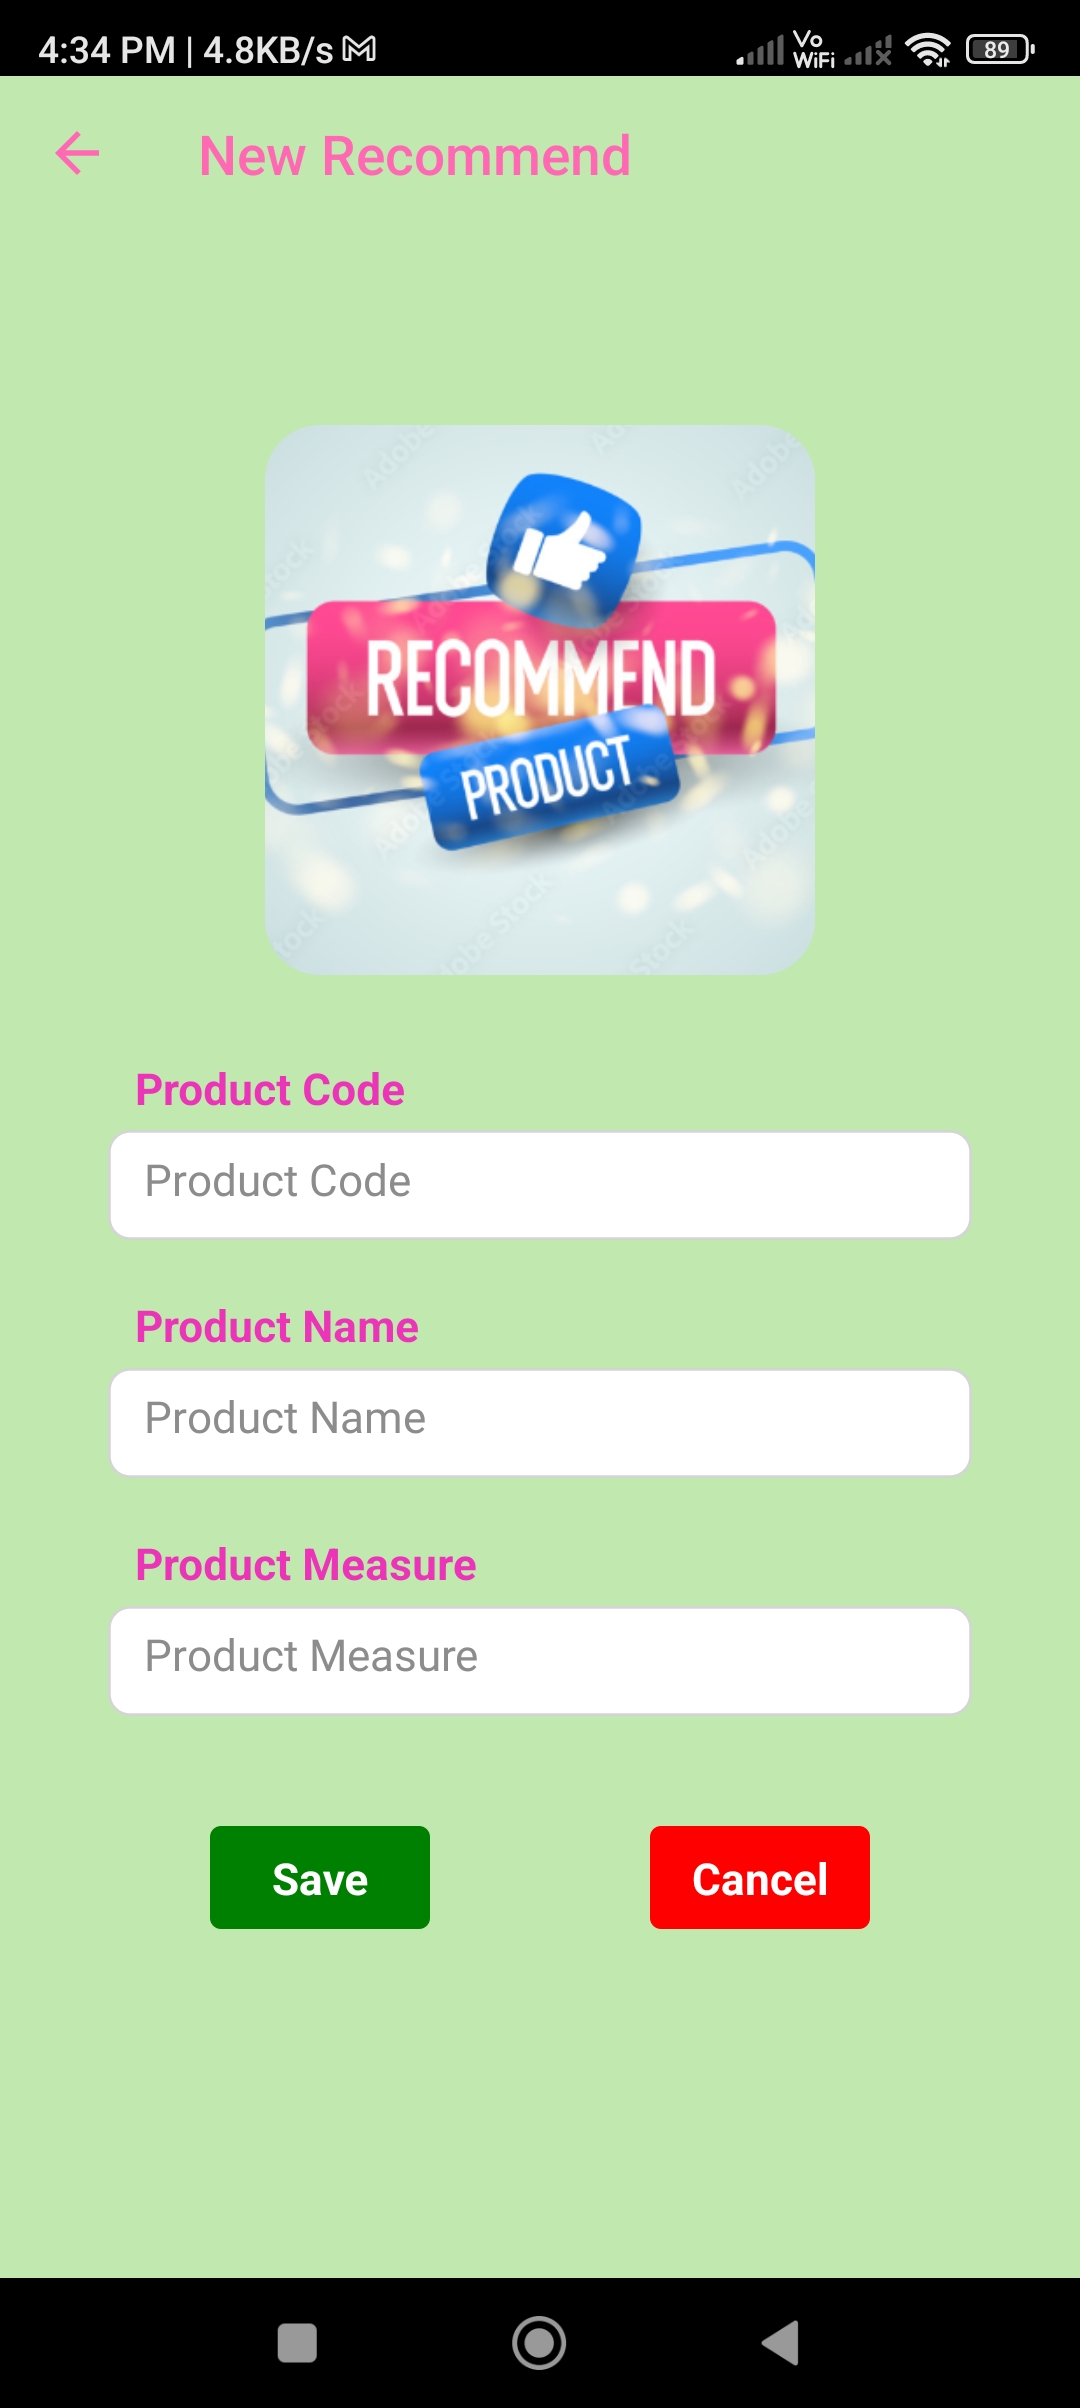 4:34 PM | 4.8KB/s
Vo
WiFi
89
New Recommend
RECOMMEND
PRODUCT
Product Code
Product Code
Product Name
Product Name
Product Measure
Product Measure
Save
Cancel